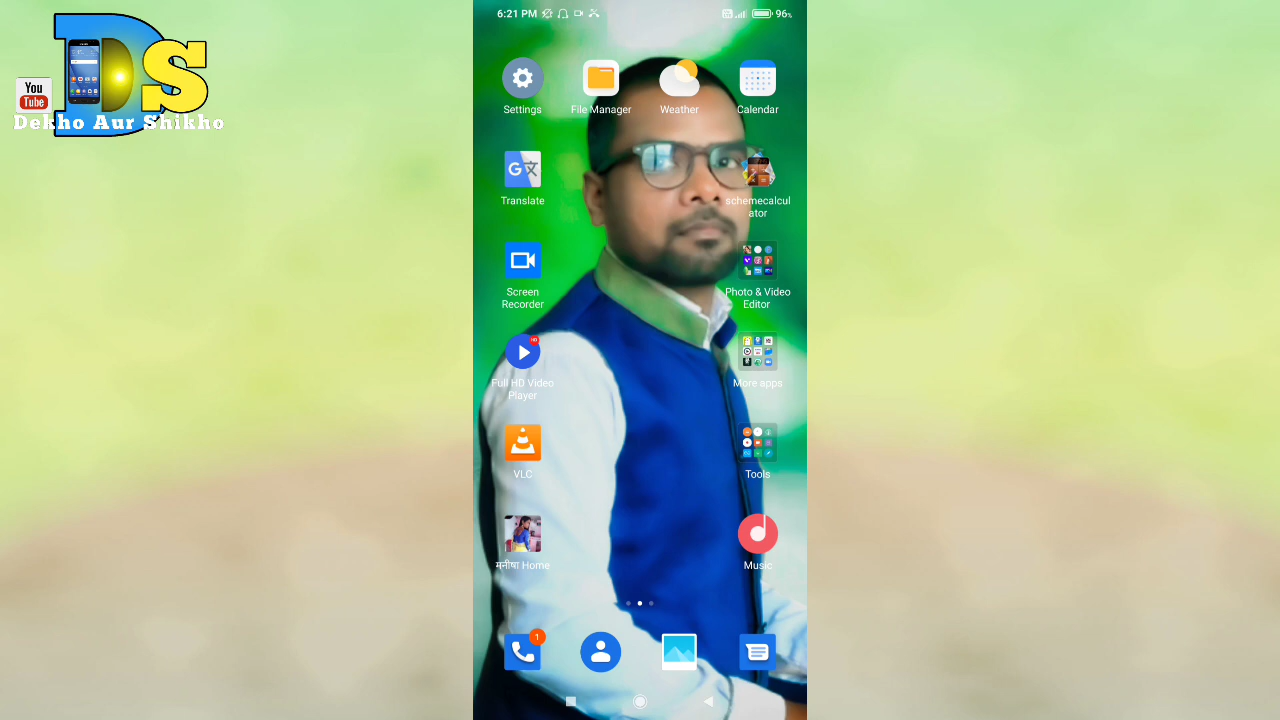 DS
You
Tube
Dekho Aur Shikho
6:21 PM
96%
Settings
File Manager
Weather
Calendar
Translate
schemecalcul
ator
Screen
Recorder
Photo & Video
Editor
HD
Full HD Video
Player
More apps
VLC
Tools
मनीषा Home
Music
1